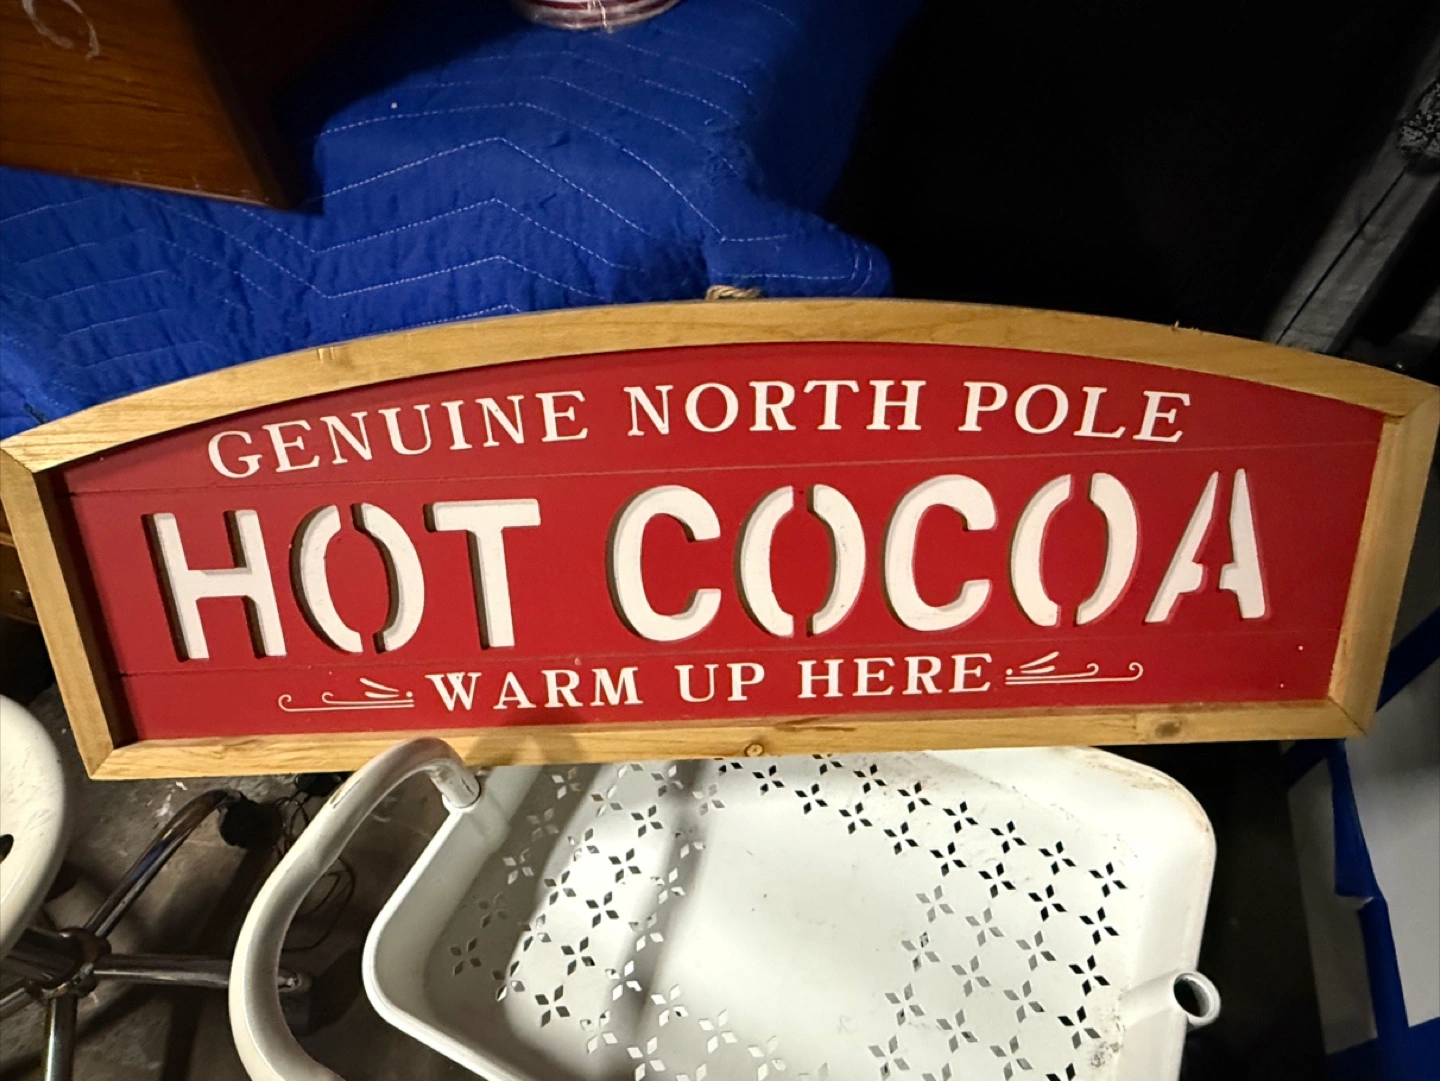 GENUINE NORTH POLE
HOT COCOA
WARM UP HERE